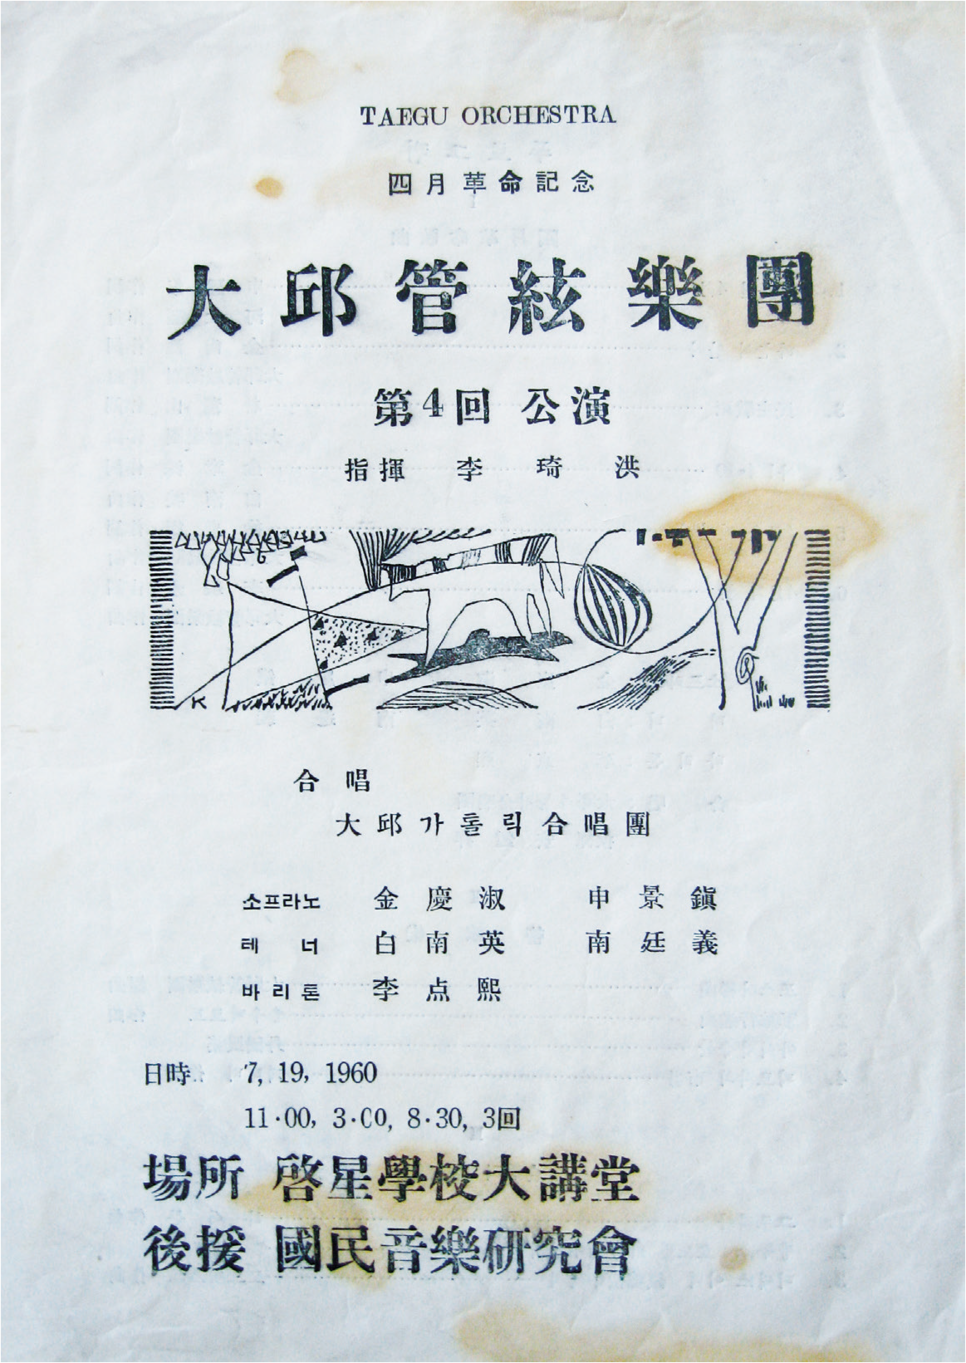 TAEGU ORCHESTRA
四月革命記念
大邱管絃樂團
第4回 公演
指揮 李琦洪
K
合唱
大邱가톨릭合唱團
소프라노 金慶淑 申景鎭
테너 白南英 南廷義
바리톤 李点熙
日時 7, 19, 1960
11·00, 3·00, 8·30, 3回
場所 啓星學校大講堂
後援 國民音樂研究會